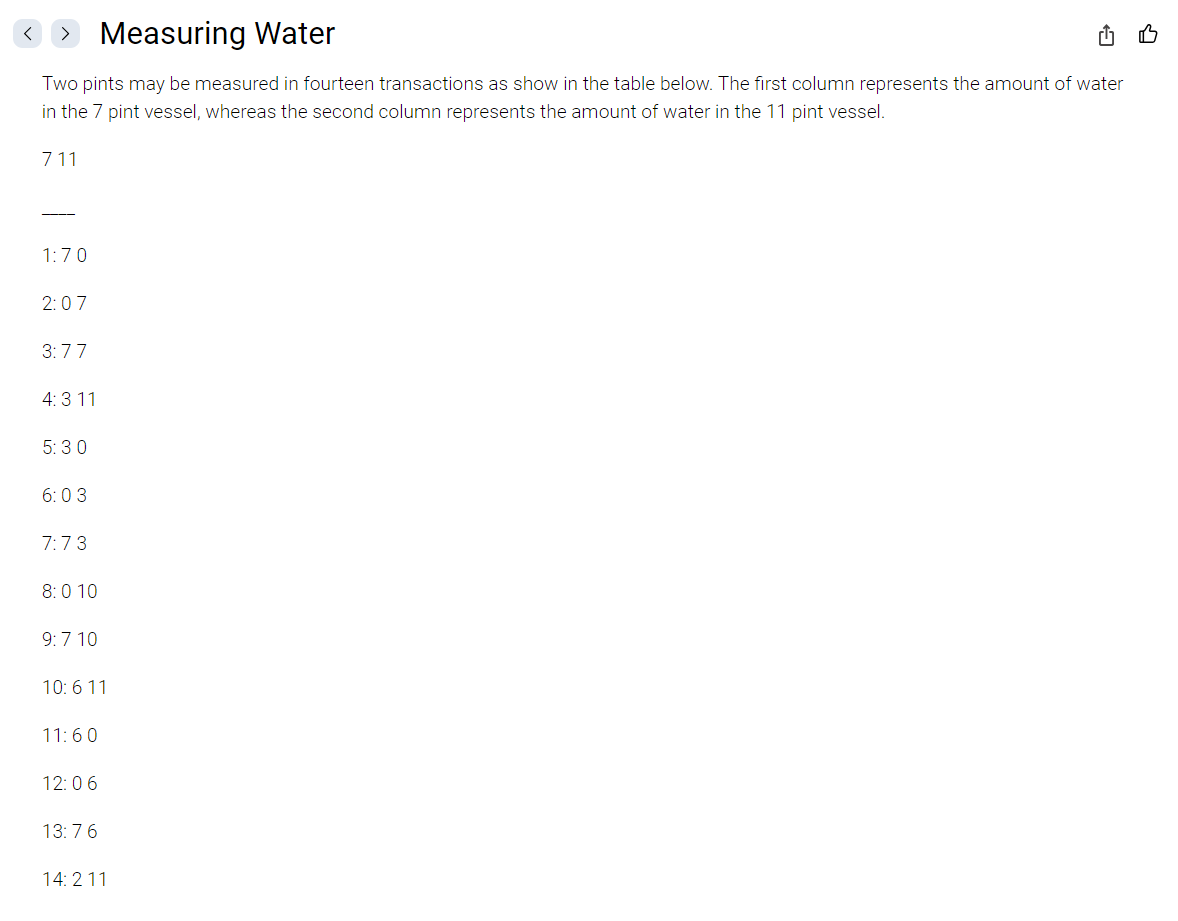 Measuring Water
Two pints may be measured in fourteen transactions as show in the table below. The first column represents the amount of water
in the 7 pint vessel, whereas the second column represents the amount of water in the 11 pint vessel.
7 11
____
1: 7 0
2: 0 7
3: 7 7
4: 3 11
5: 3 0
6: 0 3
7: 7 3
8: 0 10
9: 7 10
10: 6 11
11: 6 0
12: 0 6
13: 7 6
14: 2 11